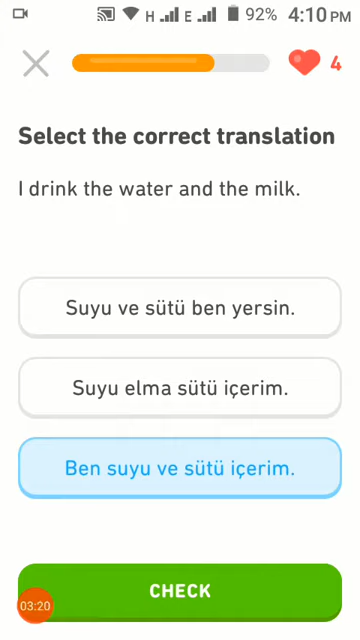 H E 92% 4:10 PM
4
Select the correct translation
I drink the water and the milk.
Suyu ve sütü ben yersin.
Suyu elma sütü içerim.
Ben suyu ve sütü içerim.
CHECK
03:20